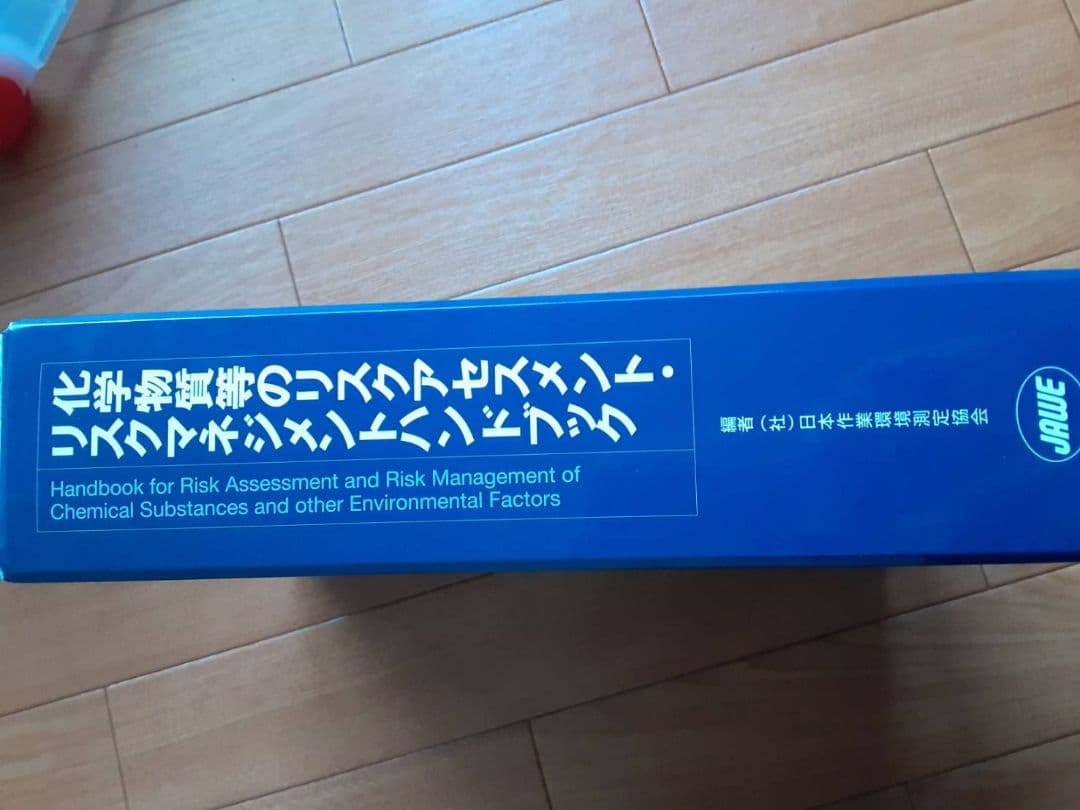 化学物質等のリスクアセスメント・
リスクマネジメントハンドブック
Handbook for Risk Assessment and Risk Management of
Chemical Substances and other Environmental Factors
編者（社）日本作業環境測定協会
JAWE